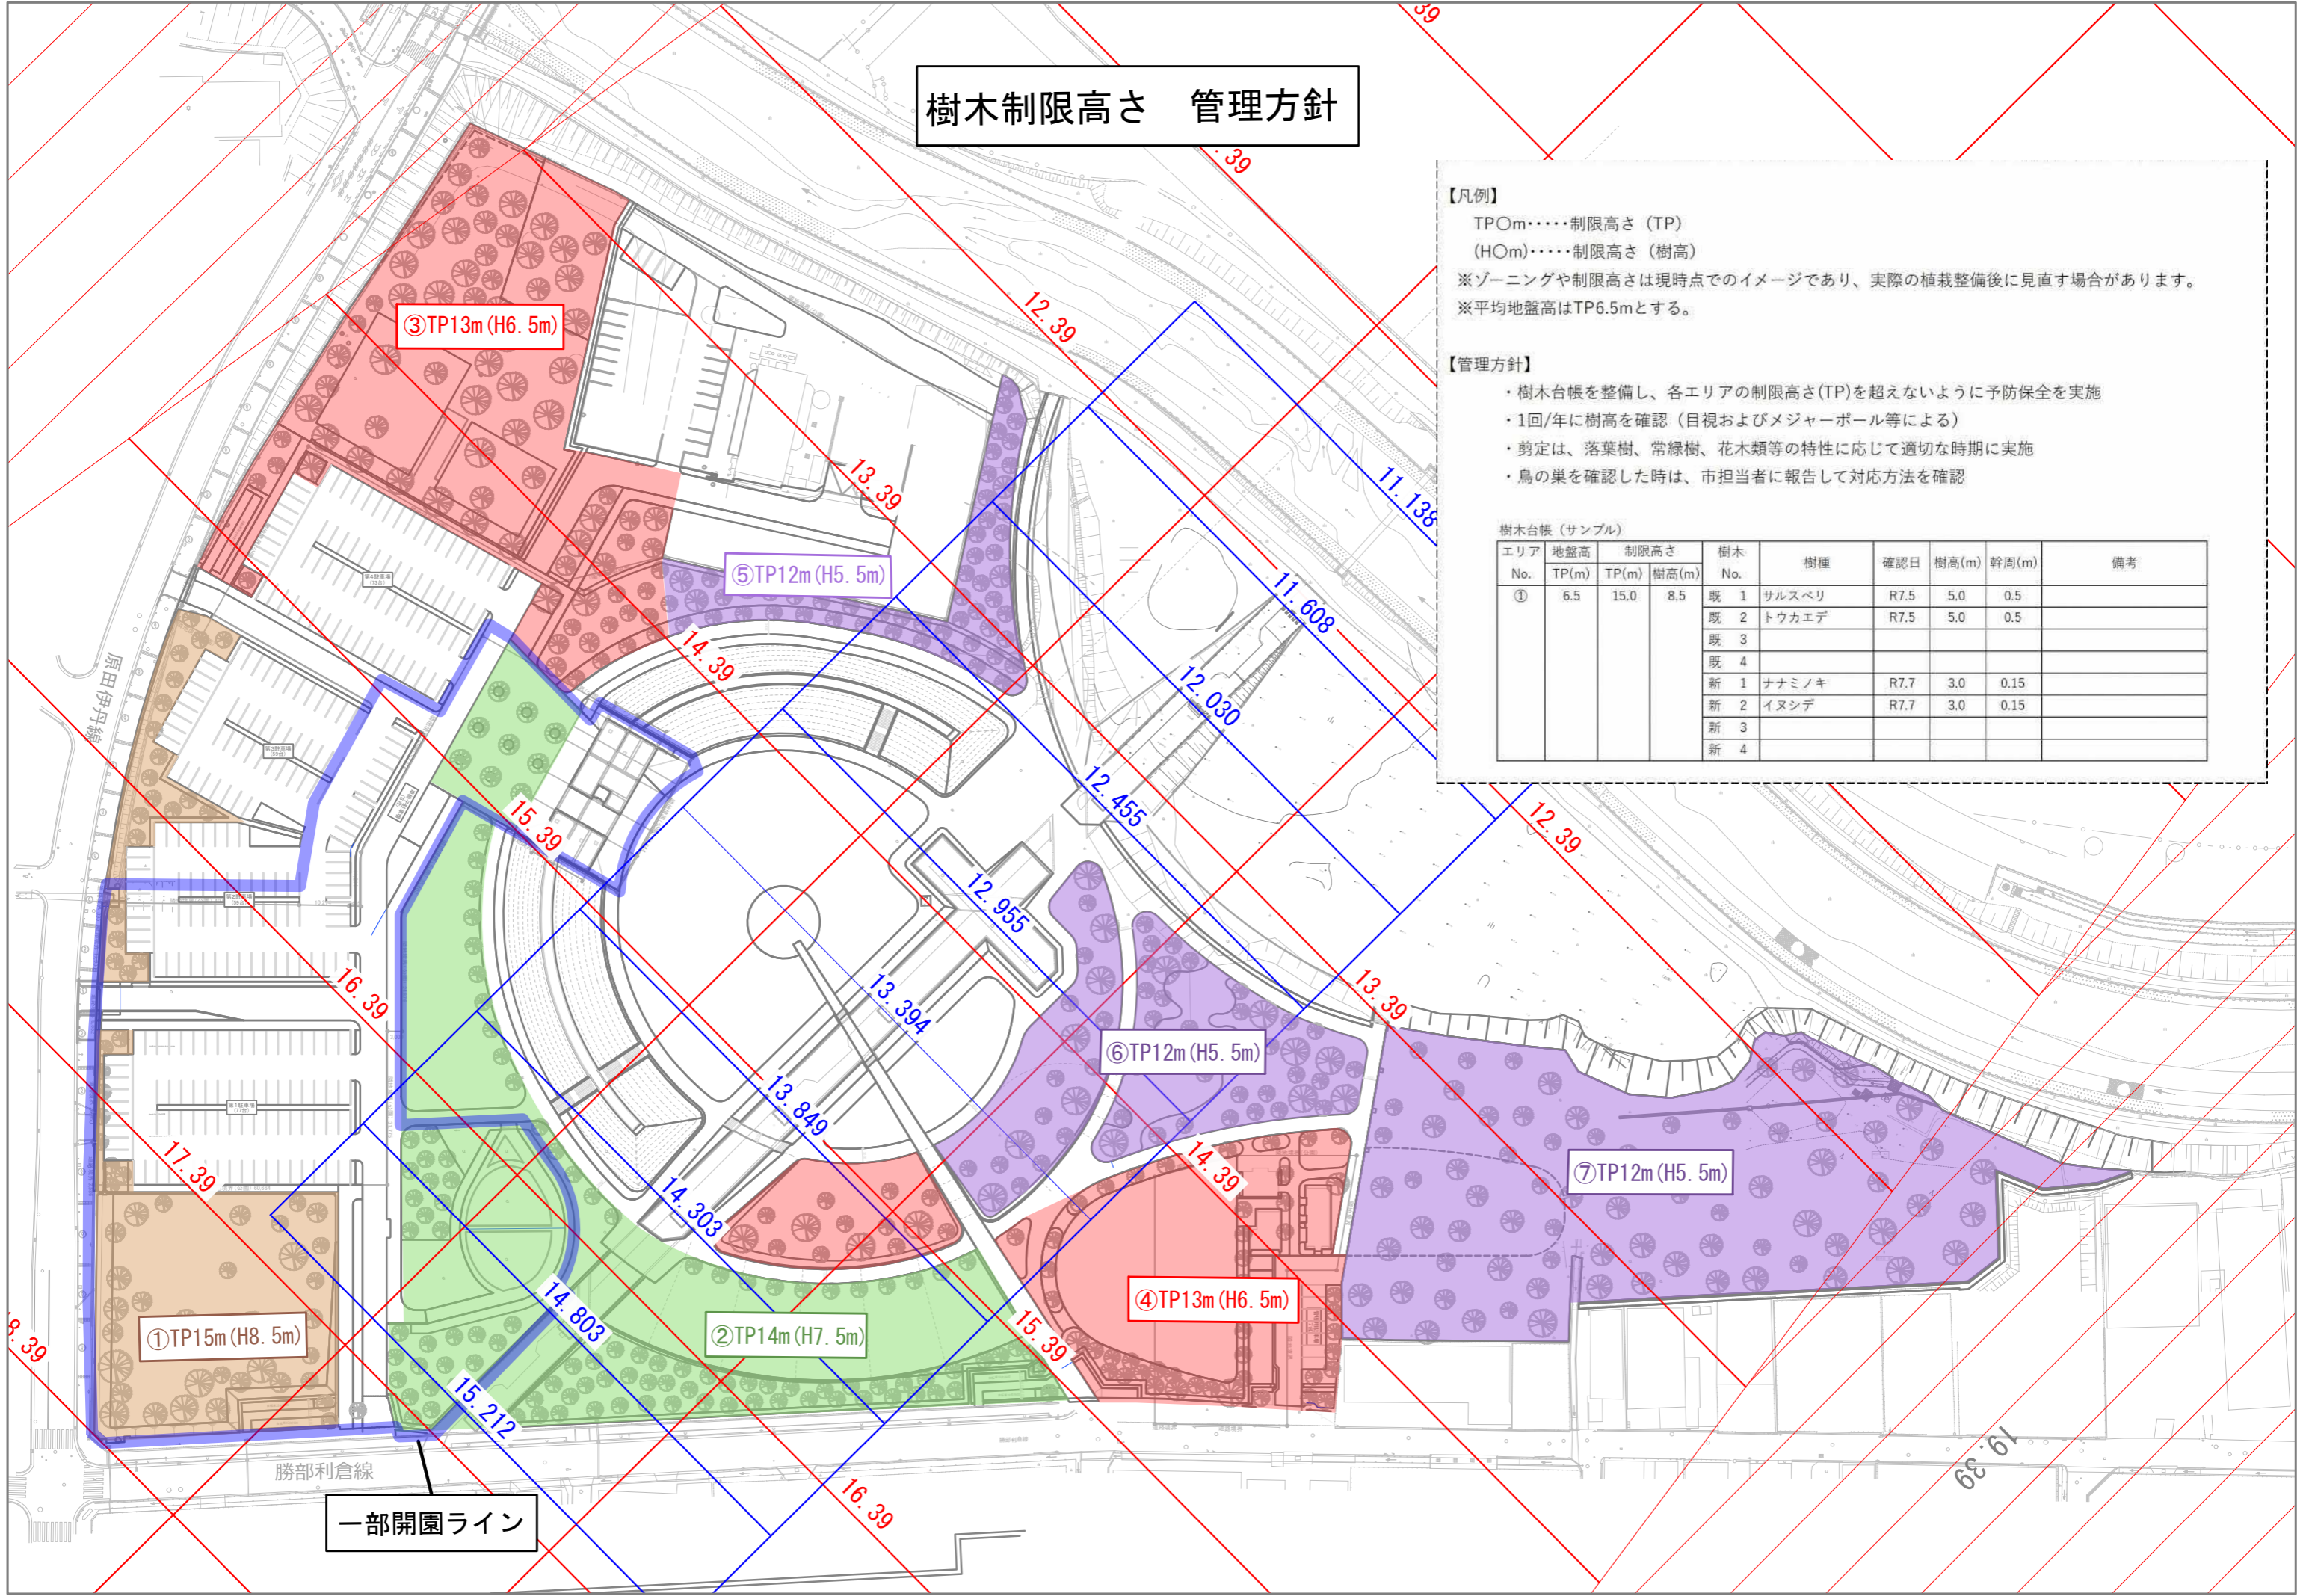 樹木制限高さ　管理方針
【凡例】
TP〇m・・・・・制限高さ（TP）
(H〇m)・・・・・制限高さ（樹高）
※ゾーニングや制限高さは現時点でのイメージであり、実際の植栽整備後に見直す場合があります。
※平均地盤高はTP6.5mとする。
【管理方針】
・樹木台帳を整備し、各エリアの制限高さ(TP)を超えないように予防保全を実施
・1回/年に樹高を確認（目視およびメジャーポール等による）
・剪定は、落葉樹、常緑樹、花木類等の特性に応じて適切な時期に実施
・鳥の巣を確認した時は、市担当者に報告して対応方法を確認
樹木台帳（サンプル）
エリア No. 地盤高 TP(m) 制限高さ TP(m) 樹高(m) 樹木 No. 樹種 確認日 樹高(m) 幹周(m) 備考
① 6.5 15.0 8.5 既 1 サルスベリ R7.5 5.0 0.5
既 2 トウカエデ R7.5 5.0 0.5
既 3
既 4
新 1 ナナミノキ R7.7 3.0 0.15
新 2 イヌシデ R7.7 3.0 0.15
新 3
新 4
③TP13m(H6.5m)
⑤TP12m(H5.5m)
⑥TP12m(H5.5m)
⑦TP12m(H5.5m)
④TP13m(H6.5m)
②TP14m(H7.5m)
①TP15m(H8.5m)
39
.39
12.39
13.39
14.39
15.39
16.39
17.39
8.39
12.39
13.39
14.39
15.39
16.39
19.39
11.138
11.608
12.030
12.455
12.955
13.394
13.849
14.303
14.803
15.212
原田伊丹線
勝部利倉線
一部開園ライン